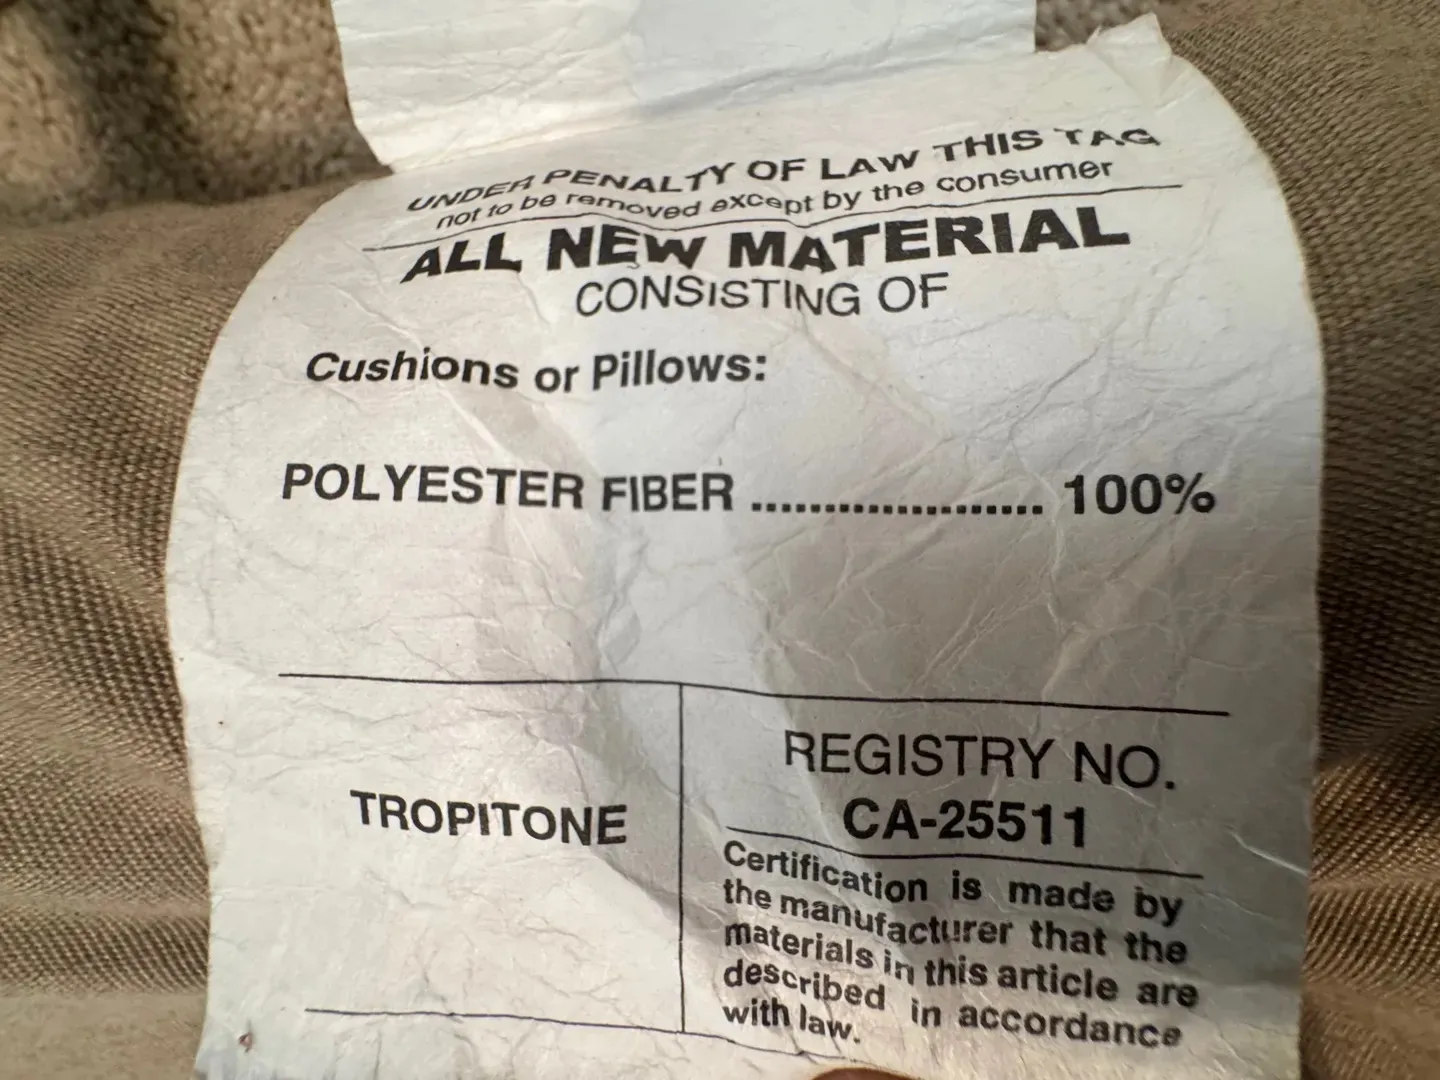 UNDER PENALTY OF LAW THIS TAG
not to be removed except by the consumer
ALL NEW MATERIAL
CONSISTING OF
Cushions or Pillows:
POLYESTER FIBER .................... 100%
TROPITONE
REGISTRY NO.
CA-25511
Certification is made by
the manufacturer that the
materials in this article are
described in accordance
with law.